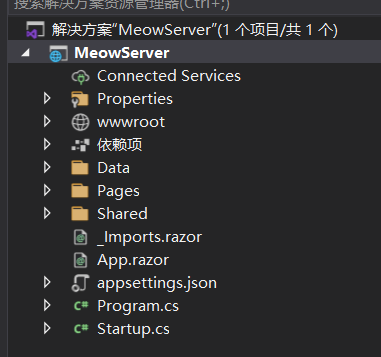 搜索解决方案资源管理器(Ctrl+;)
解决方案“MeowServer”(1 个项目/共 1 个)
MeowServer
Connected Services
Properties
wwwroot
依赖项
Data
Pages
Shared
_Imports.razor
App.razor
appsettings.json
Program.cs
Startup.cs